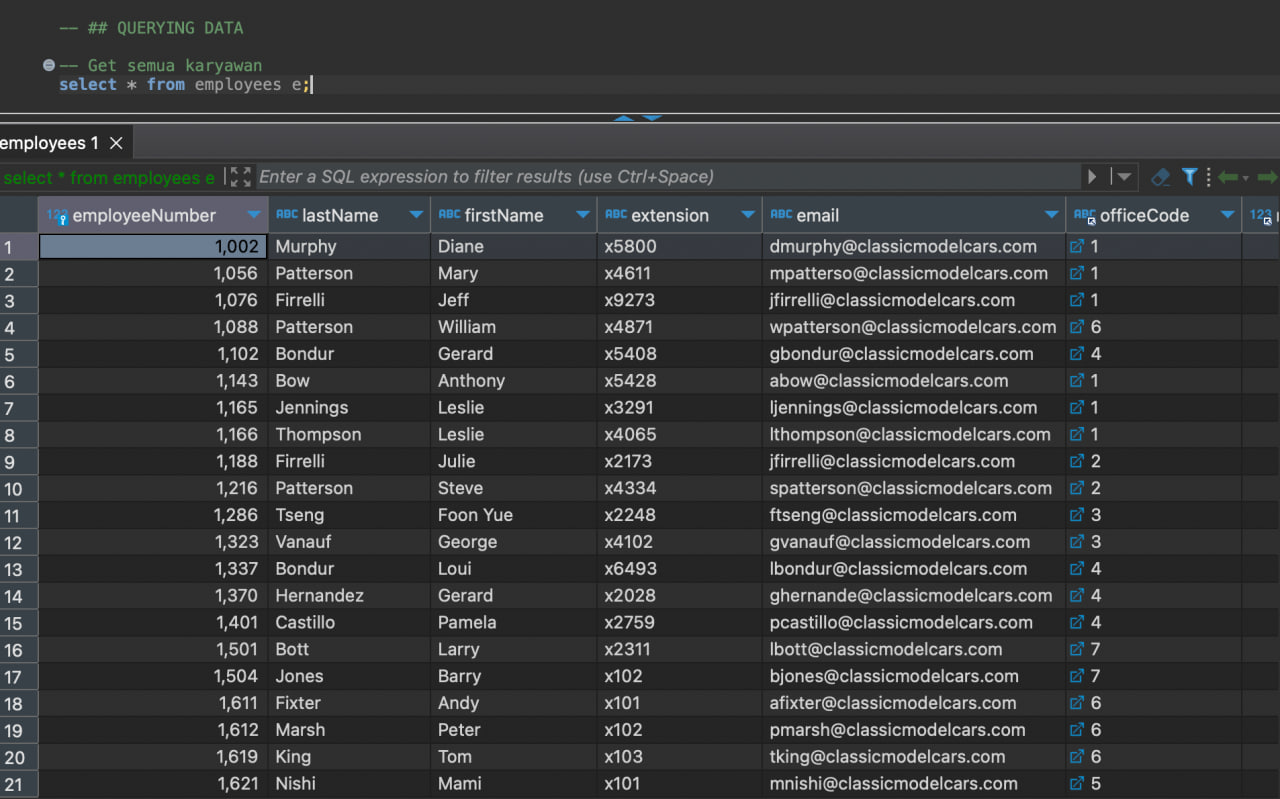 -- ## QUERYING DATA
-- Get semua karyawan
select * from employees e;
employees 1
select * from employees e Enter a SQL expression to filter results (use Ctrl+Space)
123 employeeNumber ABC lastName ABC firstName ABC extension ABC email ABC officeCode 123
1 1,002 Murphy Diane x5800 dmurphy@classicmodelcars.com 1
2 1,056 Patterson Mary x4611 mpatterso@classicmodelcars.com 1
3 1,076 Firrelli Jeff x9273 jfirrelli@classicmodelcars.com 1
4 1,088 Patterson William x4871 wpatterson@classicmodelcars.com 6
5 1,102 Bondur Gerard x5408 gbondur@classicmodelcars.com 4
6 1,143 Bow Anthony x5428 abow@classicmodelcars.com 1
7 1,165 Jennings Leslie x3291 ljennings@classicmodelcars.com 1
8 1,166 Thompson Leslie x4065 lthompson@classicmodelcars.com 1
9 1,188 Firrelli Julie x2173 jfirrelli@classicmodelcars.com 2
10 1,216 Patterson Steve x4334 spatterson@classicmodelcars.com 2
11 1,286 Tseng Foon Yue x2248 ftseng@classicmodelcars.com 3
12 1,323 Vanauf George x4102 gvanauf@classicmodelcars.com 3
13 1,337 Bondur Loui x6493 lbondur@classicmodelcars.com 4
14 1,370 Hernandez Gerard x2028 ghernande@classicmodelcars.com 4
15 1,401 Castillo Pamela x2759 pcastillo@classicmodelcars.com 4
16 1,501 Bott Larry x2311 lbott@classicmodelcars.com 7
17 1,504 Jones Barry x102 bjones@classicmodelcars.com 7
18 1,611 Fixter Andy x101 afixter@classicmodelcars.com 6
19 1,612 Marsh Peter x102 pmarsh@classicmodelcars.com 6
20 1,619 King Tom x103 tking@classicmodelcars.com 6
21 1,621 Nishi Mami x101 mnishi@classicmodelcars.com 5